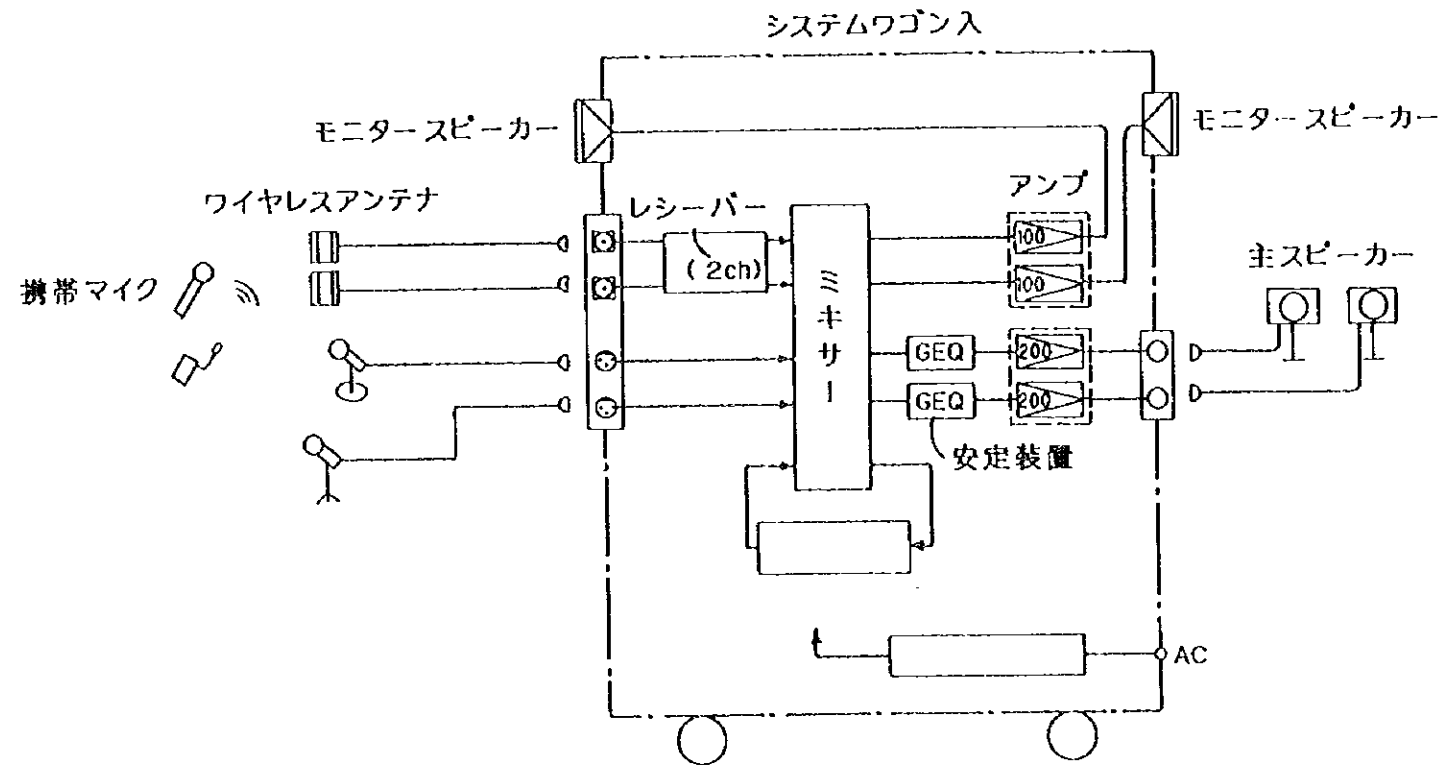 システムワゴン入
モニタースピーカー
モニタースピーカー
ワイヤレスアンテナ
レシーバー
アンプ
(2ch)
100
主スピーカー
携帯マイク
100
ミキサー
GEQ
200
GEQ
200
安定装置
AC